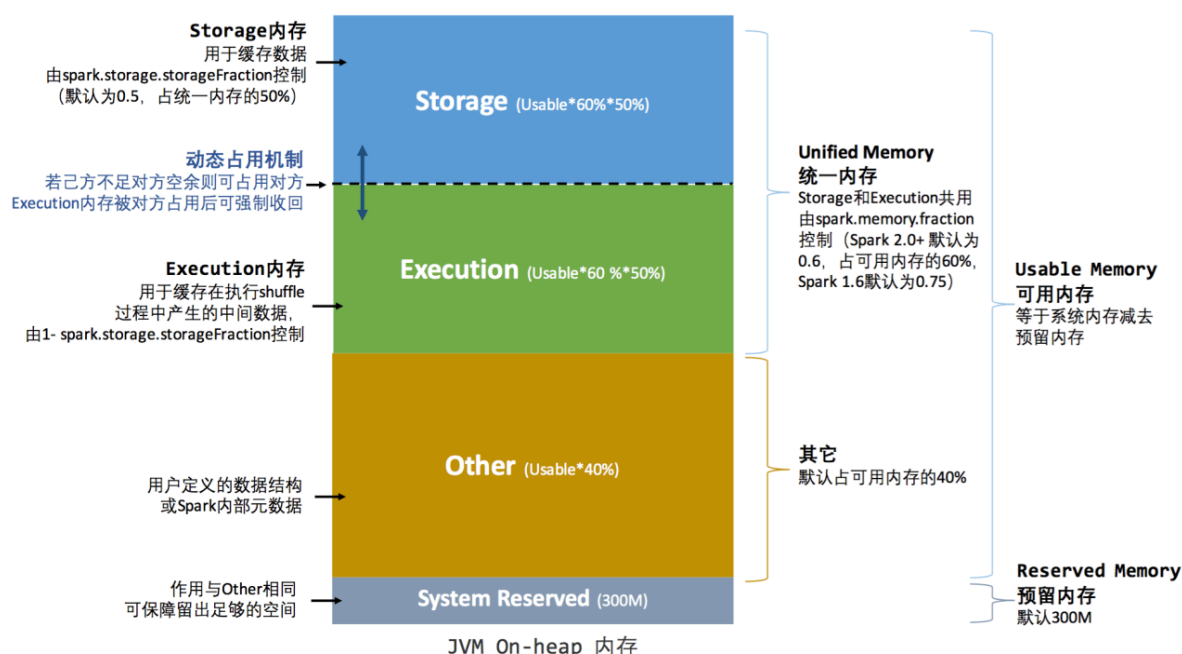 Storage内存
用于缓存数据
由spark.storage.storageFraction控制
（默认为0.5，占统一内存的50%）
动态占用机制
若己方不足对方空余则可占用对方
Execution内存被对方占用后可强制收回
Execution内存
用于缓存在执行shuffle
过程中产生的中间数据，
由1- spark.storage.storageFraction控制
用户定义的数据结构
或Spark内部元数据
作用与Other相同
可保障留出足够的空间
Storage (Usable*60%*50%)
Execution (Usable*60 %*50%)
Other (Usable*40%)
System Reserved (300M)
JVM On-heap 内存
Unified Memory
统一内存
Storage和Execution共用
由spark.memory.fraction
控制（Spark 2.0+ 默认为
0.6，占可用内存的60%，
Spark 1.6默认为0.75）
其它
默认占可用内存的40%
Usable Memory
可用内存
等于系统内存减去
预留内存
Reserved Memory
预留内存
默认300M